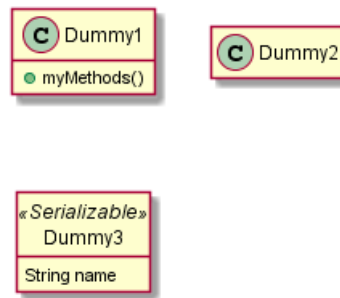 C Dummy1
myMethods()
C Dummy2
«Serializable»
Dummy3
String name